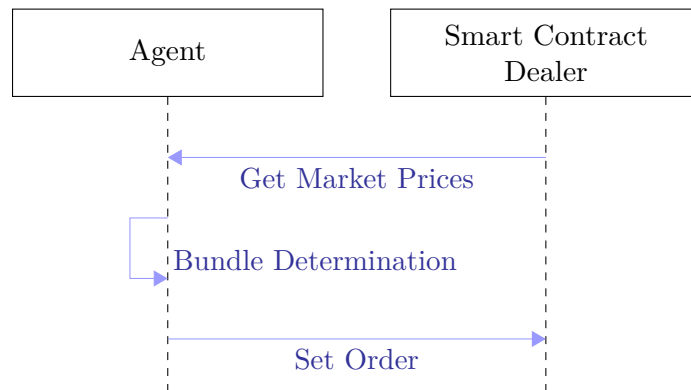 Agent
Smart Contract
Dealer
Get Market Prices
Bundle Determination
Set Order